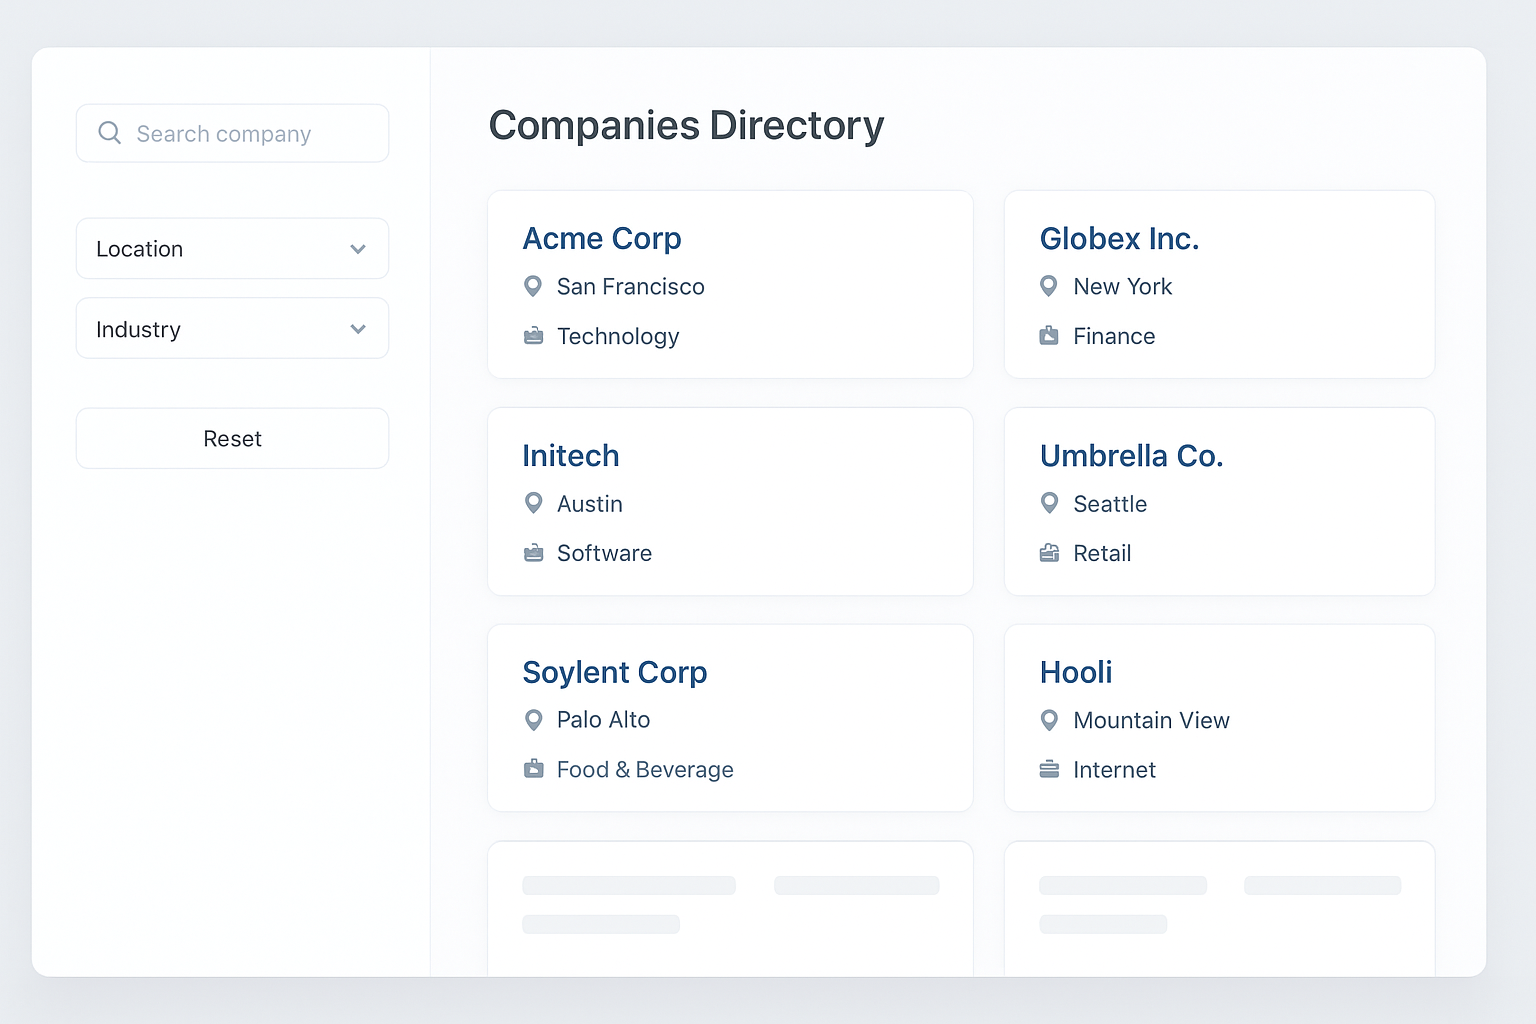 Search company
Location
Industry
Reset
Companies Directory
Acme Corp
San Francisco
Technology
Globex Inc.
New York
Finance
Initech
Austin
Software
Umbrella Co.
Seattle
Retail
Soylent Corp
Palo Alto
Food & Beverage
Hooli
Mountain View
Internet